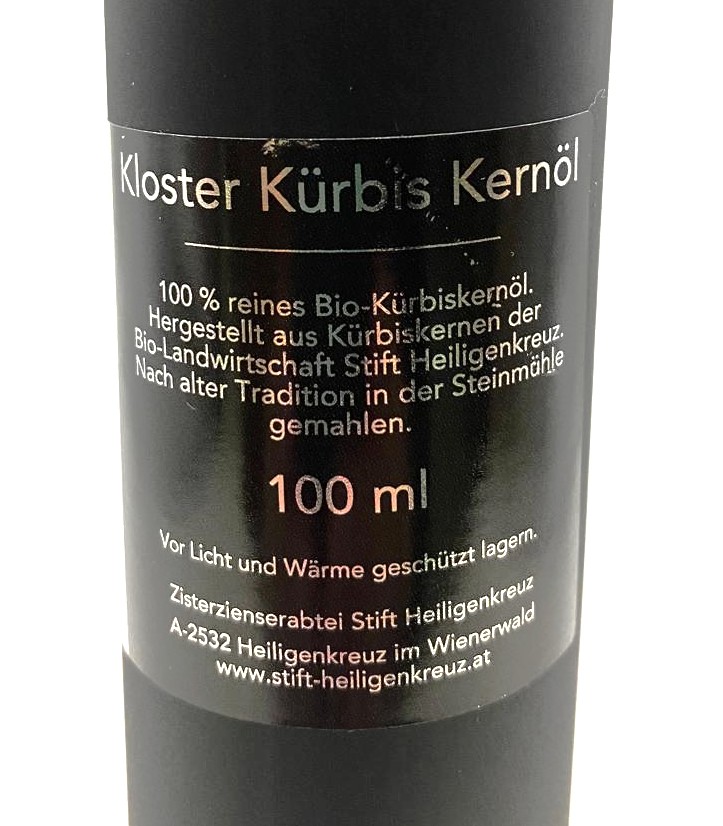 Kloster Kürbis Kernöl
100 % reines Bio-Kürbiskernöl.
Hergestellt aus Kürbiskernen der
Bio-Landwirtschaft Stift Heiligenkreuz.
Nach alter Tradition in der Steinmähle
gemahlen.
100 ml
Vor Licht und Wärme geschützt lagern.
Zisterzienserabtei Stift Heiligenkreuz
A-2532 Heiligenkreuz im Wienerwald
www.stift-heiligenkreuz.at